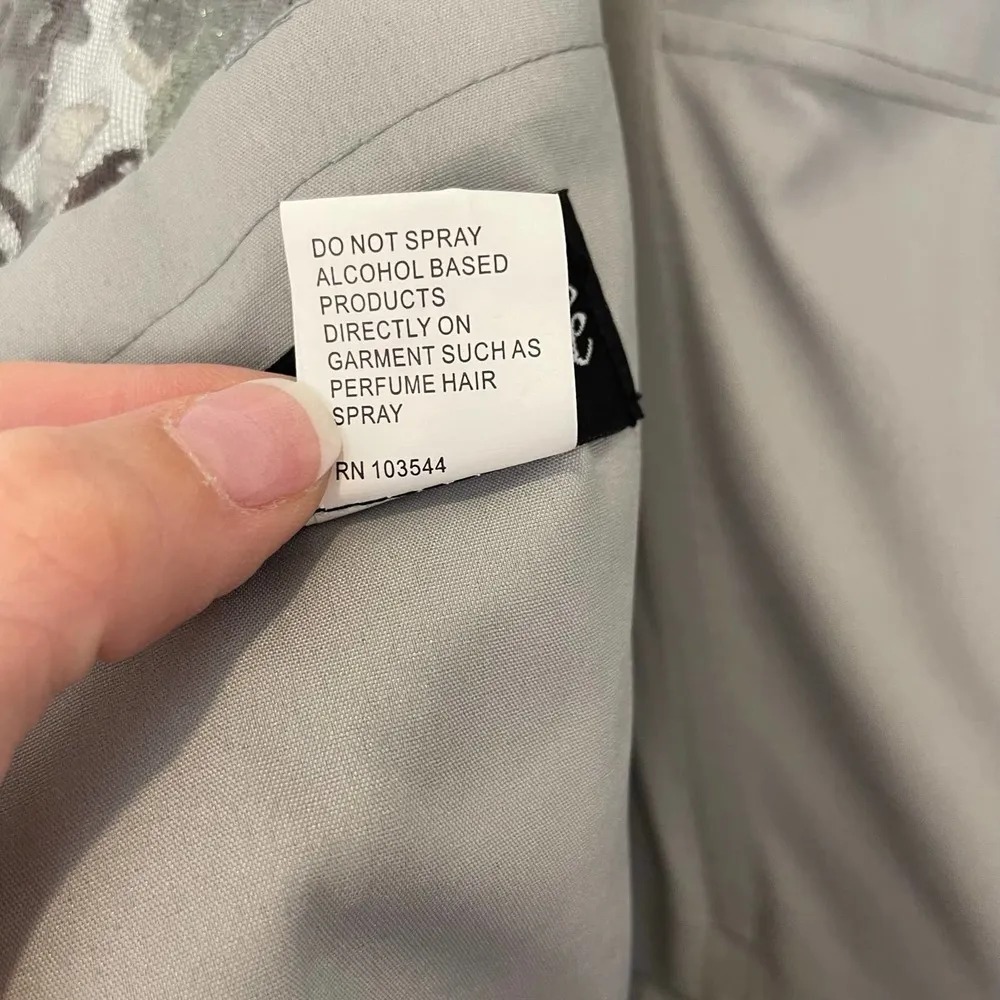 DO NOT SPRAY
ALCOHOL BASED
PRODUCTS
DIRECTLY ON
GARMENT SUCH AS
PERFUME HAIR
SPRAY
RN 103544